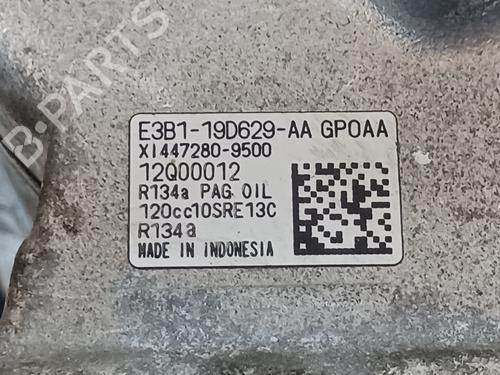 B-PARTS
E3B1-19D629-AA GPOAA
XI447280-9500
12Q00012
R134a PAG OIL
120cc10SRE13C
R134a
MADE IN INDONESIA